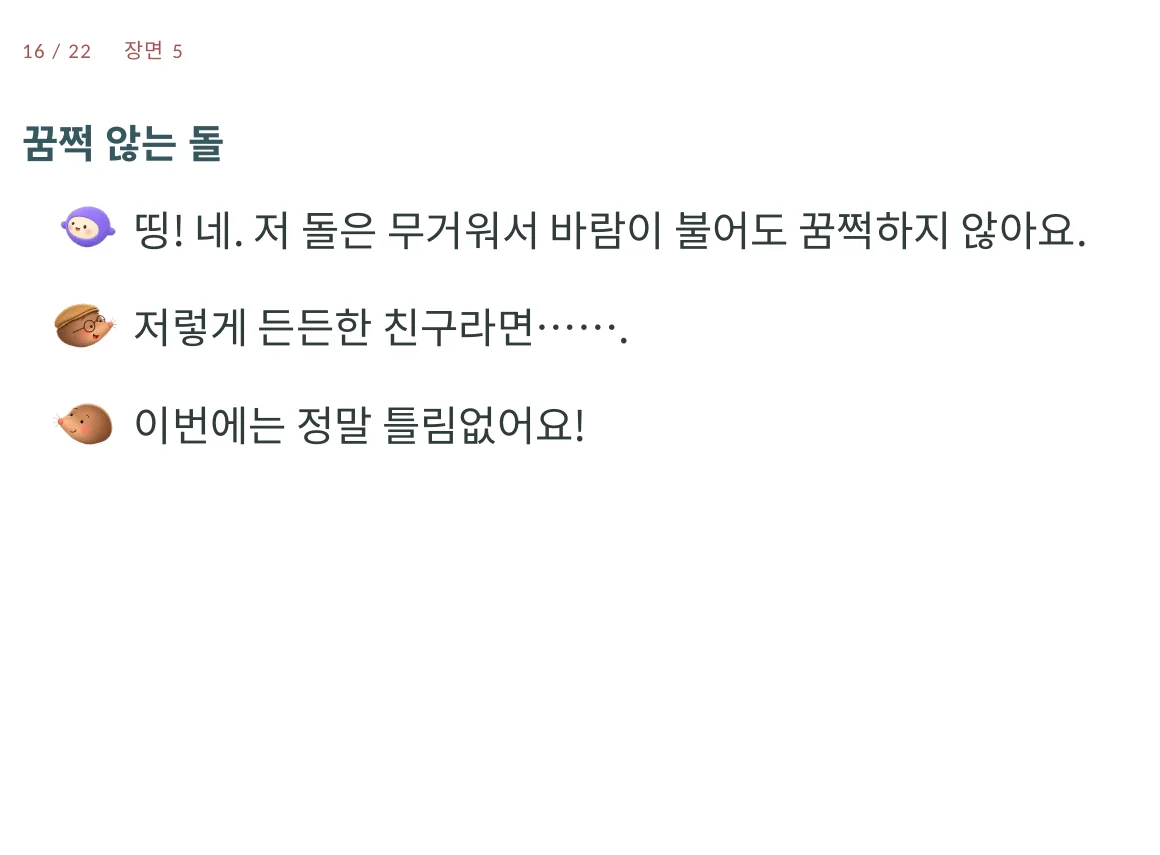 16 / 22 장면 5
꿈쩍 않는 돌
띵! 네. 저 돌은 무거워서 바람이 불어도 꿈쩍하지 않아요.
저렇게 든든한 친구라면…….
이번에는 정말 틀림없어요!